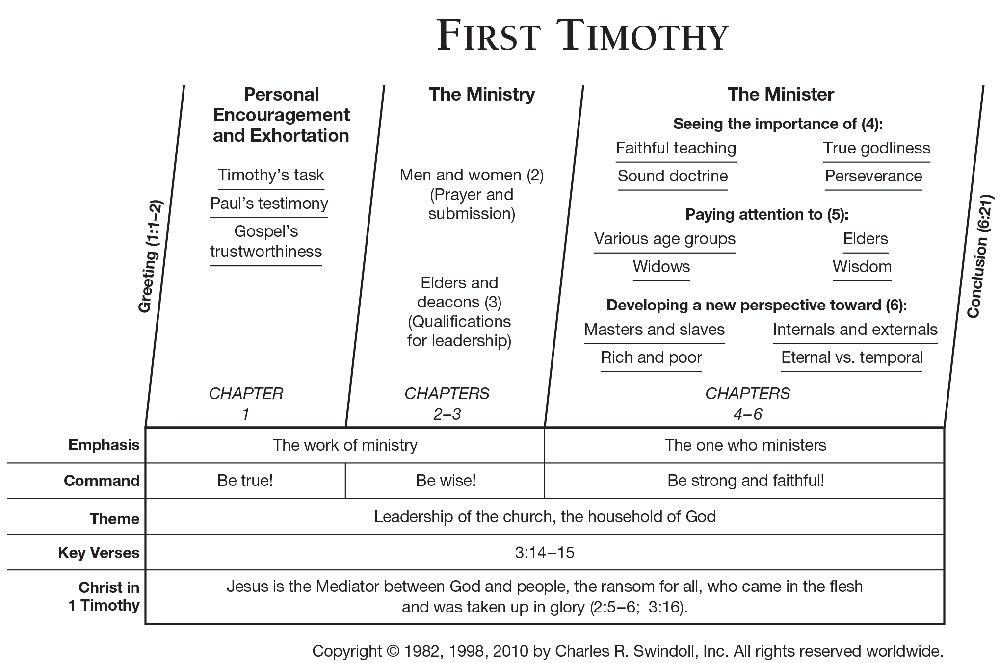 FIRST TIMOTHY
Greeting (1:1–2)
Personal
Encouragement
and Exhortation
Timothy’s task
Paul’s testimony
Gospel’s
trustworthiness
CHAPTER
1
The Ministry
Men and women (2)
(Prayer and
submission)
Elders and
deacons (3)
(Qualifications
for leadership)
CHAPTERS
2–3
The Minister
Seeing the importance of (4):
Faithful teaching True godliness
Sound doctrine Perseverance
Paying attention to (5):
Various age groups Elders
Widows Wisdom
Developing a new perspective toward (6):
Masters and slaves Internals and externals
Rich and poor Eternal vs. temporal
CHAPTERS
4–6
Conclusion (6:21)
Emphasis The work of ministry The one who ministers
Command Be true! Be wise! Be strong and faithful!
Theme Leadership of the church, the household of God
Key Verses 3:14–15
Christ in
1 Timothy
Jesus is the Mediator between God and people, the ransom for all, who came in the flesh
and was taken up in glory (2:5–6; 3:16).
Copyright © 1982, 1998, 2010 by Charles R. Swindoll, Inc. All rights reserved worldwide.